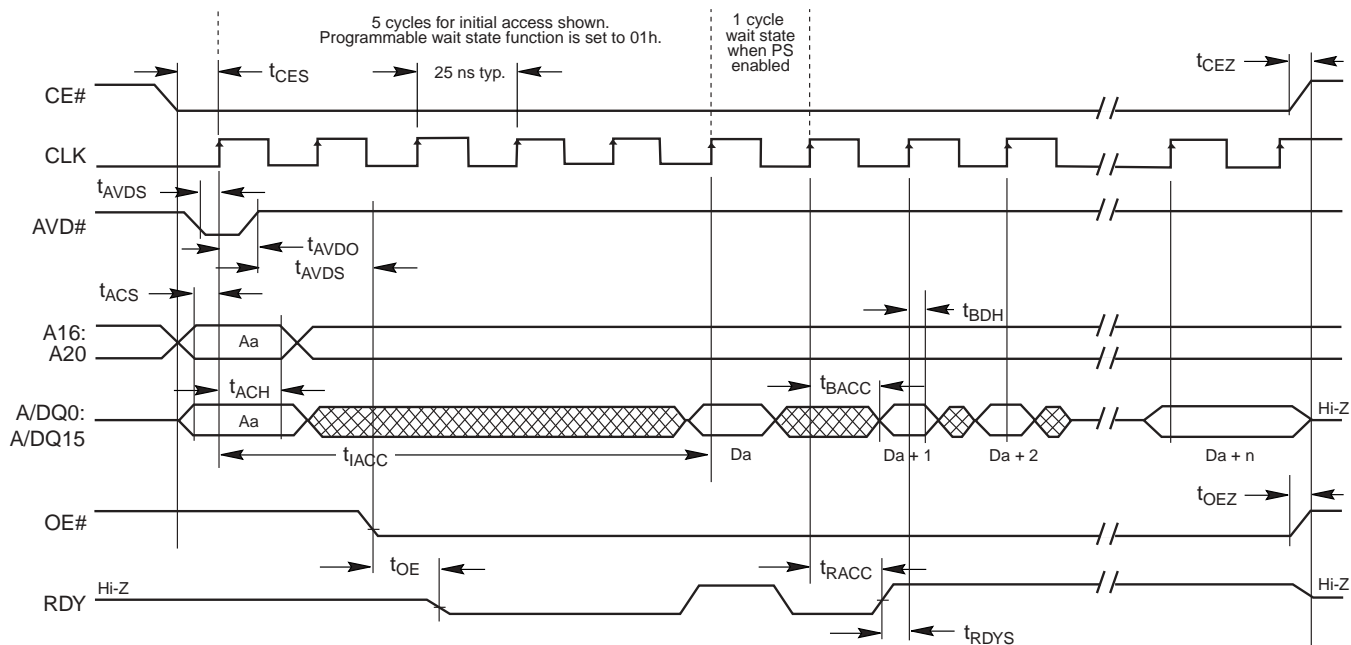 5 cycles for initial access shown.
Programmable wait state function is set to 01h.
1 cycle
wait state
when PS
enabled
tCES
25 ns typ.
tCEZ
CE#
CLK
tAVDS
AVD#
tAVDO
tAVDS
tACS
tBDH
A16:
A20
Aa
tACH
tBACC
A/DQ0:
A/DQ15
Aa
Hi-Z
tIACC
Da
Da + 1
Da + 2
Da + n
tOEZ
OE#
tOE
tRACC
Hi-Z
Hi-Z
RDY
tRDYS